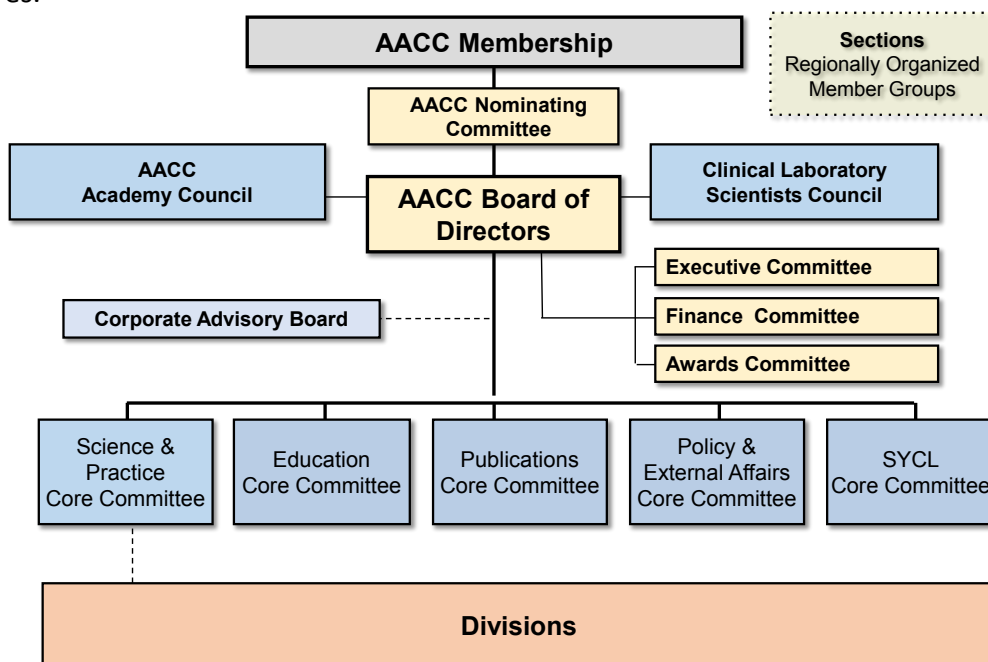 AACC Membership
Sections
Regionally Organized
Member Groups
AACC Nominating
Committee
AACC
Academy Council
AACC Board of
Directors
Clinical Laboratory
Scientists Council
Executive Committee
Corporate Advisory Board
Finance Committee
Awards Committee
Science &
Practice
Core Committee
Education
Core Committee
Publications
Core Committee
Policy &
External Affairs
Core Committee
SYCL
Core Committee
Divisions